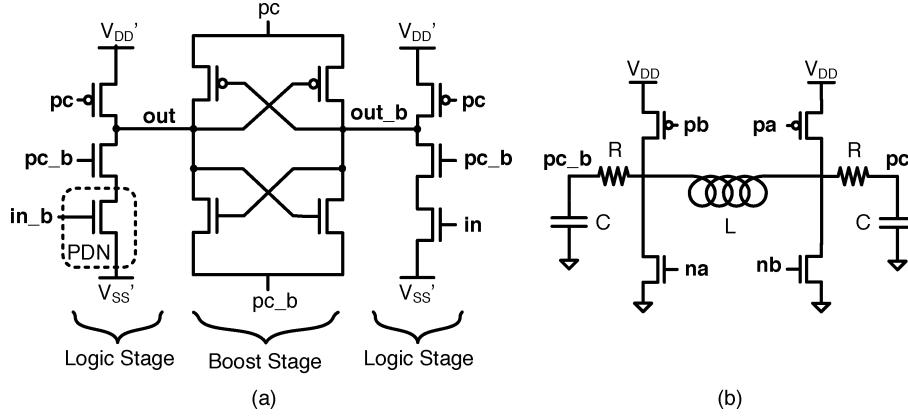 pc
V_DD'
V_DD'
pc
pc
out
out_b
pc_b
pc_b
in_b
in
PDN
V_SS'
V_SS'
pc_b
Logic Stage
Boost Stage
Logic Stage
(a)
V_DD
V_DD
pb
pa
pc_b
R
R
pc
C
L
C
na
nb
(b)